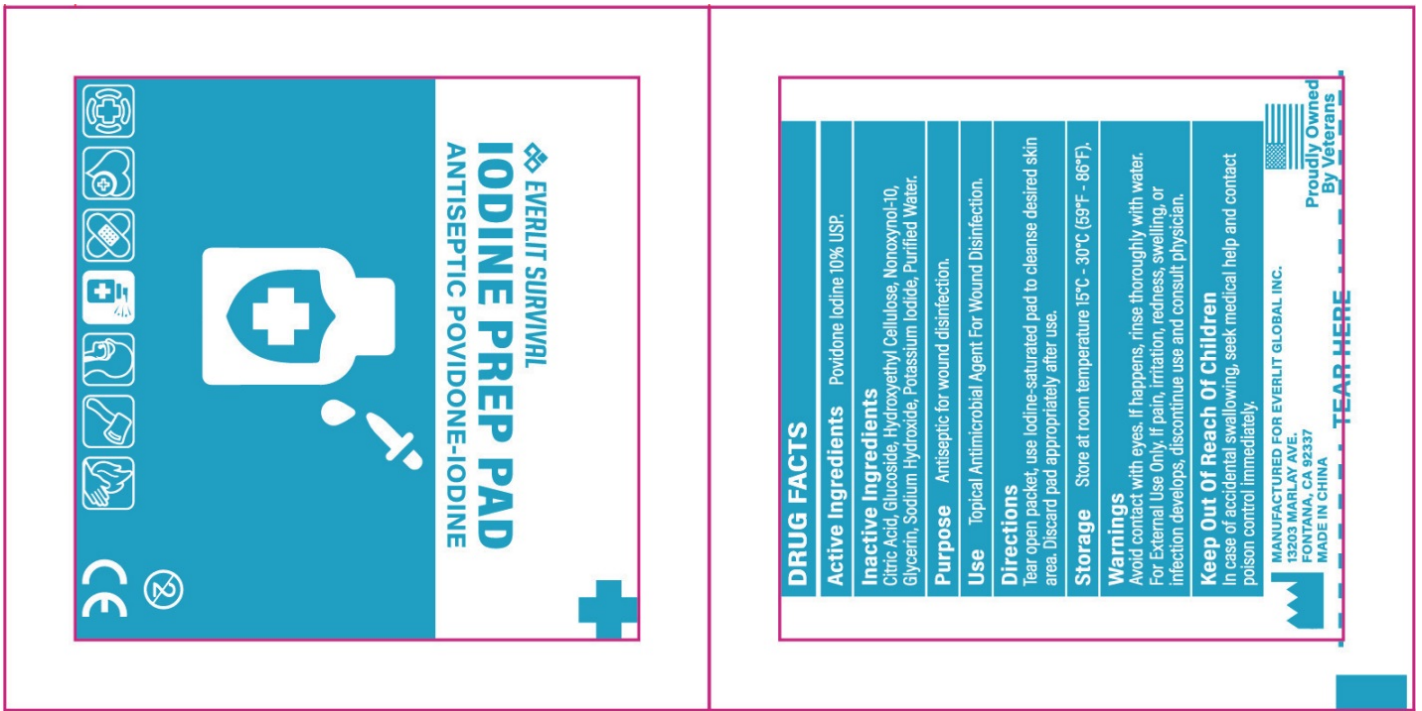 EVERLIT SURVIVAL
IODINE PREP PAD
ANTISEPTIC POVIDONE-IODINE
CE
2
DRUG FACTS
Active Ingredients Povidone Iodine 10% USP.
Inactive Ingredients
Citric Acid, Glucoside, Hydroxyethyl Cellulose, Nonoxynol-10,
Glycerin, Sodium Hydroxide, Potassium Iodide, Purified Water.
Purpose Antiseptic for wound disinfection.
Use Topical Antimicrobial Agent For Wound Disinfection.
Directions
Tear open packet, use Iodine-saturated pad to cleanse desired skin
area. Discard pad appropriately after use.
Storage Store at room temperature 15°C - 30°C (59°F - 86°F).
Warnings
Avoid contact with eyes. If happens, rinse thoroughly with water.
For External Use Only. If pain, irritation, redness, swelling, or
infection develops, discontinue use and consult physician.
Keep Out Of Reach Of Children
In case of accidental swallowing, seek medical help and contact
poison control immediately.
MANUFACTURED FOR EVERLIT GLOBAL INC.
13203 MARLAY AVE.
FONTANA, CA 92337
MADE IN CHINA
Proudly Owned
By Veterans
TEAR HERE